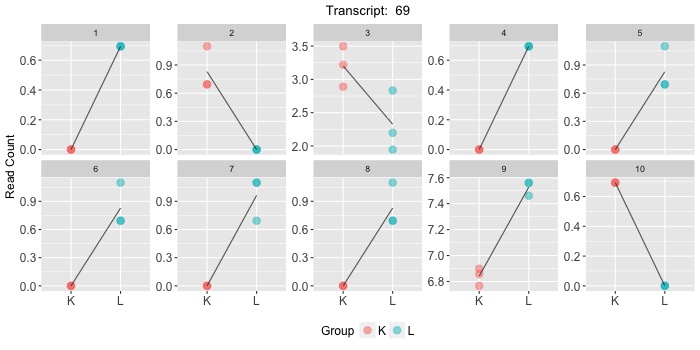 Transcript: 69
1 2 3 4 5
0.6 0.4 0.2 0.0
0.9 0.6 0.3 0.0
3.5 3.0 2.5 2.0
0.6 0.4 0.2 0.0
0.9 0.6 0.3 0.0
Read Count
6 7 8 9 10
0.9 0.6 0.3 0.0
0.9 0.6 0.3 0.0
0.9 0.6 0.3 0.0
7.6 7.4 7.2 7.0 6.8
0.6 0.4 0.2 0.0
K L K L K L K L K L
Group K L